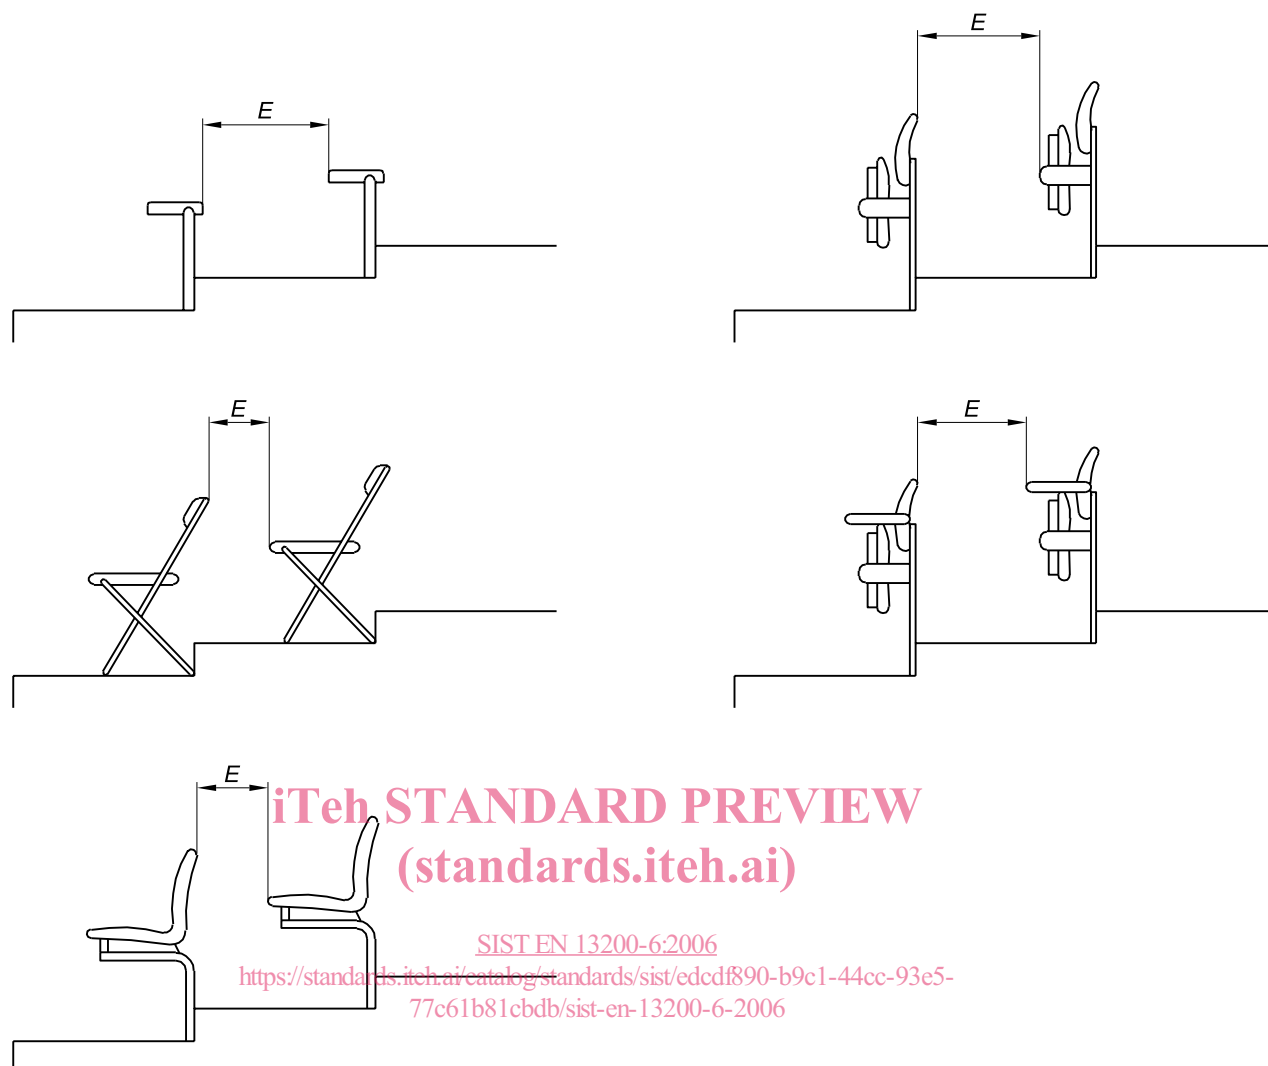 E
E
E
E
E
iTeh STANDARD PREVIEW
(standards.iteh.ai)
SIST EN 13200-6:2006
https://standards.iteh.ai/catalog/standards/sist/edcdf890-b9c1-44cc-93e5-
77c61b81cbdb/sist-en-13200-6-2006